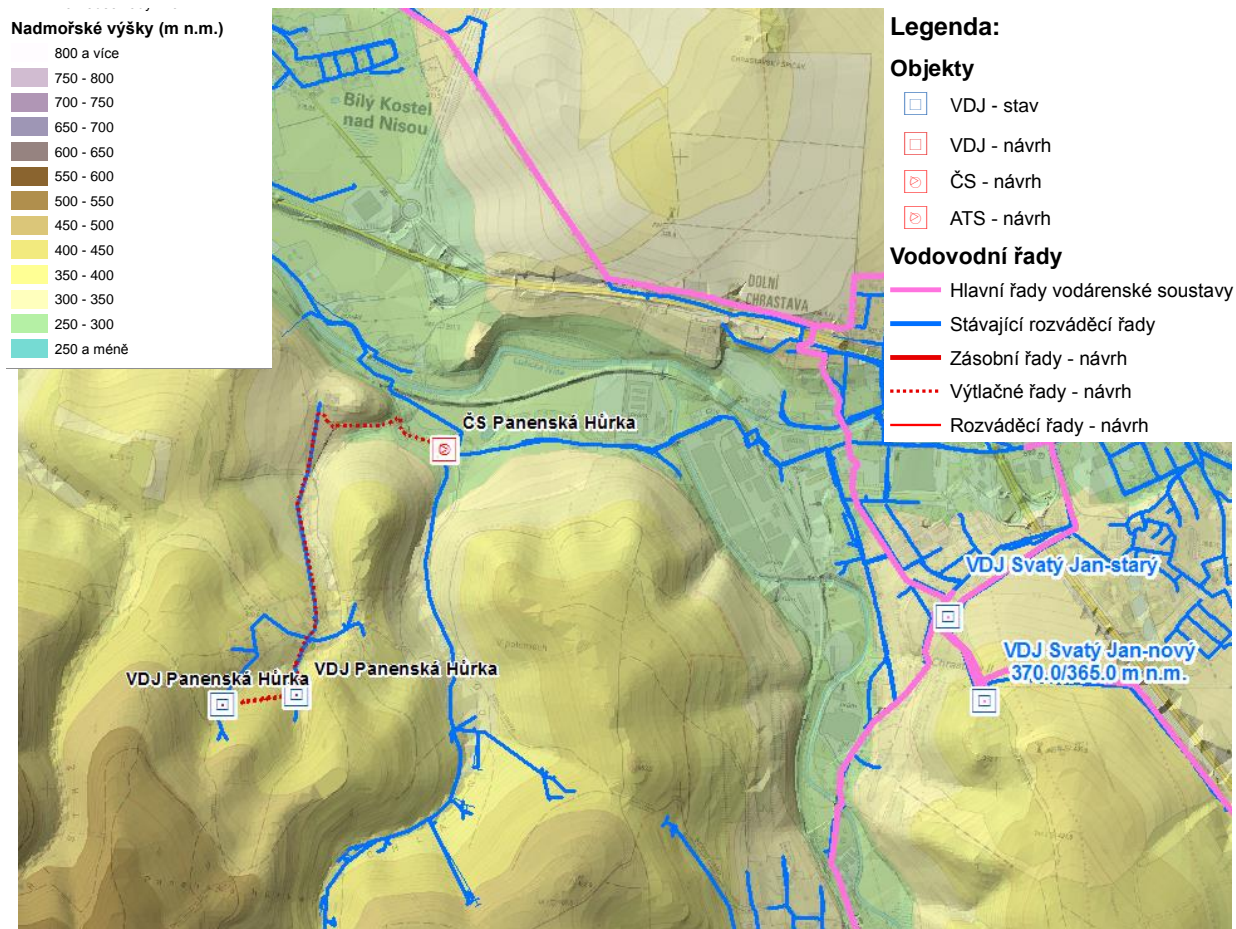 Nadmořské výšky (m n.m.)
800 a více
750 - 800
700 - 750
650 - 700
600 - 650
550 - 600
500 - 550
450 - 500
400 - 450
350 - 400
300 - 350
250 - 300
250 a méně
Legenda:
Objekty
VDJ - stav
VDJ - návrh
ČS - návrh
ATS - návrh
Vodovodní řady
Hlavní řady vodárenské soustavy
Stávající rozváděcí řady
Zásobní řady - návrh
Výtlačné řady - návrh
Rozváděcí řady - návrh
Bílý Kostel
nad Nisou
DOLNÍ
CHRASTAVA
ČS Panenská Hůrka
VDJ Svatý Jan-starý
VDJ Svatý Jan-nový
370.0/365.0 m n.m.
VDJ Panenská Hůrka
VDJ Panenská Hůrka